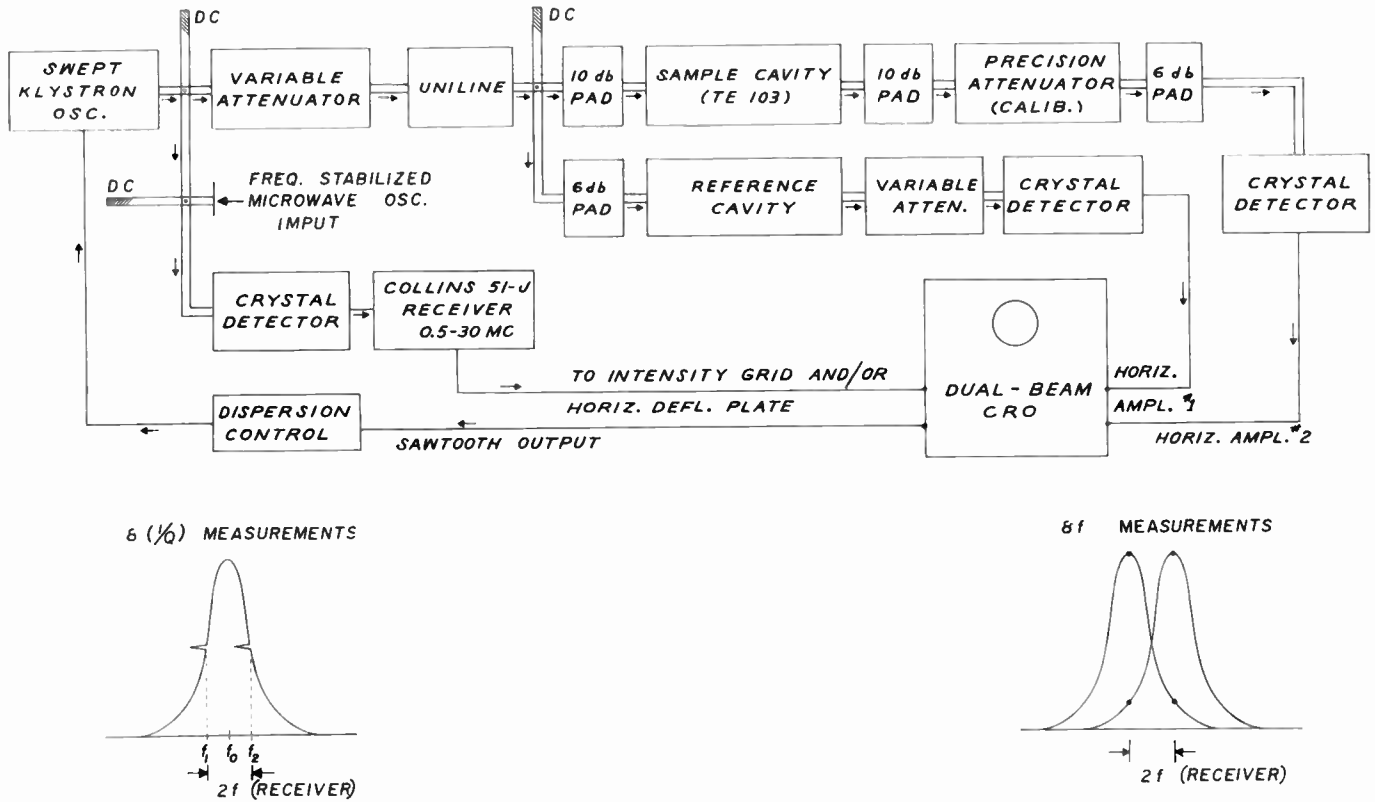 DC
DC
SWEPT
KLYSTRON
OSC.
VARIABLE
ATTENUATOR
UNILINE
10 db
PAD
SAMPLE CAVITY
(TE 103)
10 db
PAD
PRECISION
ATTENUATOR
(CALIB.)
6 db
PAD
DC
FREQ. STABILIZED
MICROWAVE OSC.
IMPUT
6 db
PAD
REFERENCE
CAVITY
VARIABLE
ATTEN.
CRYSTAL
DETECTOR
CRYSTAL
DETECTOR
CRYSTAL
DETECTOR
COLLINS 51-J
RECEIVER
0.5-30 MC
TO INTENSITY GRID AND/OR
HORIZ. DEFL. PLATE
DUAL-BEAM
CRO
HORIZ.
AMPL. #1
HORIZ. AMPL. #2
DISPERSION
CONTROL
SAWTOOTH OUTPUT
δ (1/Q) MEASUREMENTS
f1 f0 f2
2f (RECEIVER)
δf MEASUREMENTS
2f (RECEIVER)